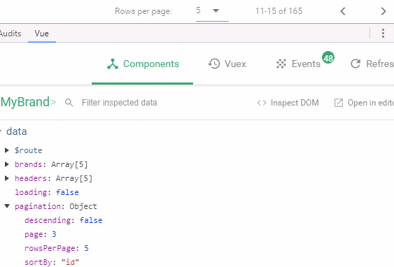 Rows per page: 5 11-15 of 165
Audits Vue
Components Vuex Events 48 Refres
MyBrand> Filter inspected data <> Inspect DOM Open in edito
data
$route
brands: Array[5]
headers: Array[5]
loading: false
pagination: Object
descending: false
page: 3
rowsPerPage: 5
sortBy: "id"